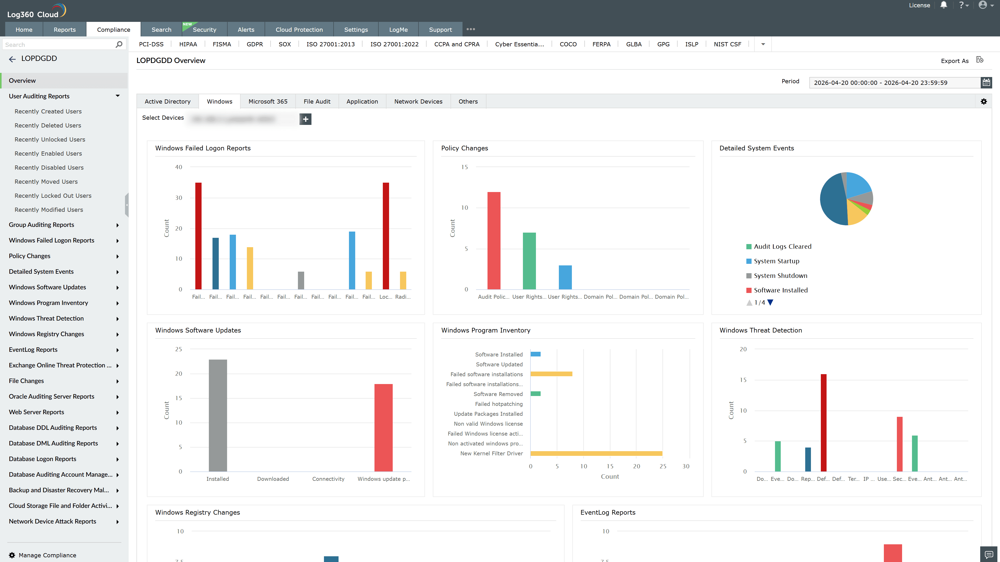 Log360 Cloud
License
?
Home
Reports
Compliance
Search
NEW
Security
Alerts
Cloud Protection
Settings
LogMe
Support
Search
PCI-DSS
HIPAA
FISMA
GDPR
SOX
ISO 27001:2013
ISO 27001:2022
CCPA and CPRA
Cyber Essentia...
COCO
FERPA
GLBA
GPG
ISLP
NIST CSF
LOPDGDD
Overview
User Auditing Reports
Recently Created Users
Recently Deleted Users
Recently Unlocked Users
Recently Enabled Users
Recently Disabled Users
Recently Moved Users
Recently Locked Out Users
Recently Modified Users
Group Auditing Reports
Windows Failed Logon Reports
Policy Changes
Detailed System Events
Windows Software Updates
Windows Program Inventory
Windows Threat Detection
Windows Registry Changes
EventLog Reports
Exchange Online Threat Protection ...
File Changes
Oracle Auditing Server Reports
Web Server Reports
Database DDL Auditing Reports
Database DML Auditing Reports
Database Logon Reports
Database Auditing Account Manage...
Backup and Disaster Recovery Mal...
Cloud Storage File and Folder Activi...
Network Device Attack Reports
Manage Compliance
LOPDGDD Overview
Export As
Period
2026-04-20 00:00:00 - 2026-04-20 23:59:59
Active Directory
Windows
Microsoft 365
File Audit
Application
Network Devices
Others
Select Devices
Windows Failed Logon Reports
40
30
20
10
0
Count
Fail... Fail... Fail... Fail... Fail... Fail... Fail... Fail... Fail... Fail... Fail... Loc... Radi...
Policy Changes
15
10
5
0
Count
Audit Polic... User Rights... User Rights... Domain Pol... Domain Pol... Domain Pol...
Detailed System Events
Audit Logs Cleared
System Startup
System Shutdown
Software Installed
1/4
Windows Software Updates
25
20
15
10
5
0
Count
Installed Downloaded Connectivity Windows update p...
Windows Program Inventory
Software Installed
Software Updated
Failed software installations
Failed software installations...
Software Removed
Failed hotpatching
Update Packages Installed
Non valid Windows license
Failed Windows license acti...
Non activated windows pro...
New Kernel Filter Driver
0 5 10 15 20 25 30
Count
Windows Threat Detection
20
15
10
5
0
Count
Do... Eve... Do... Rep... Def... Def... Ter... IP ... Use... Sec... Eve... Ant... Ant... Ant...
Windows Registry Changes
10
7.5
EventLog Reports
10
7.5